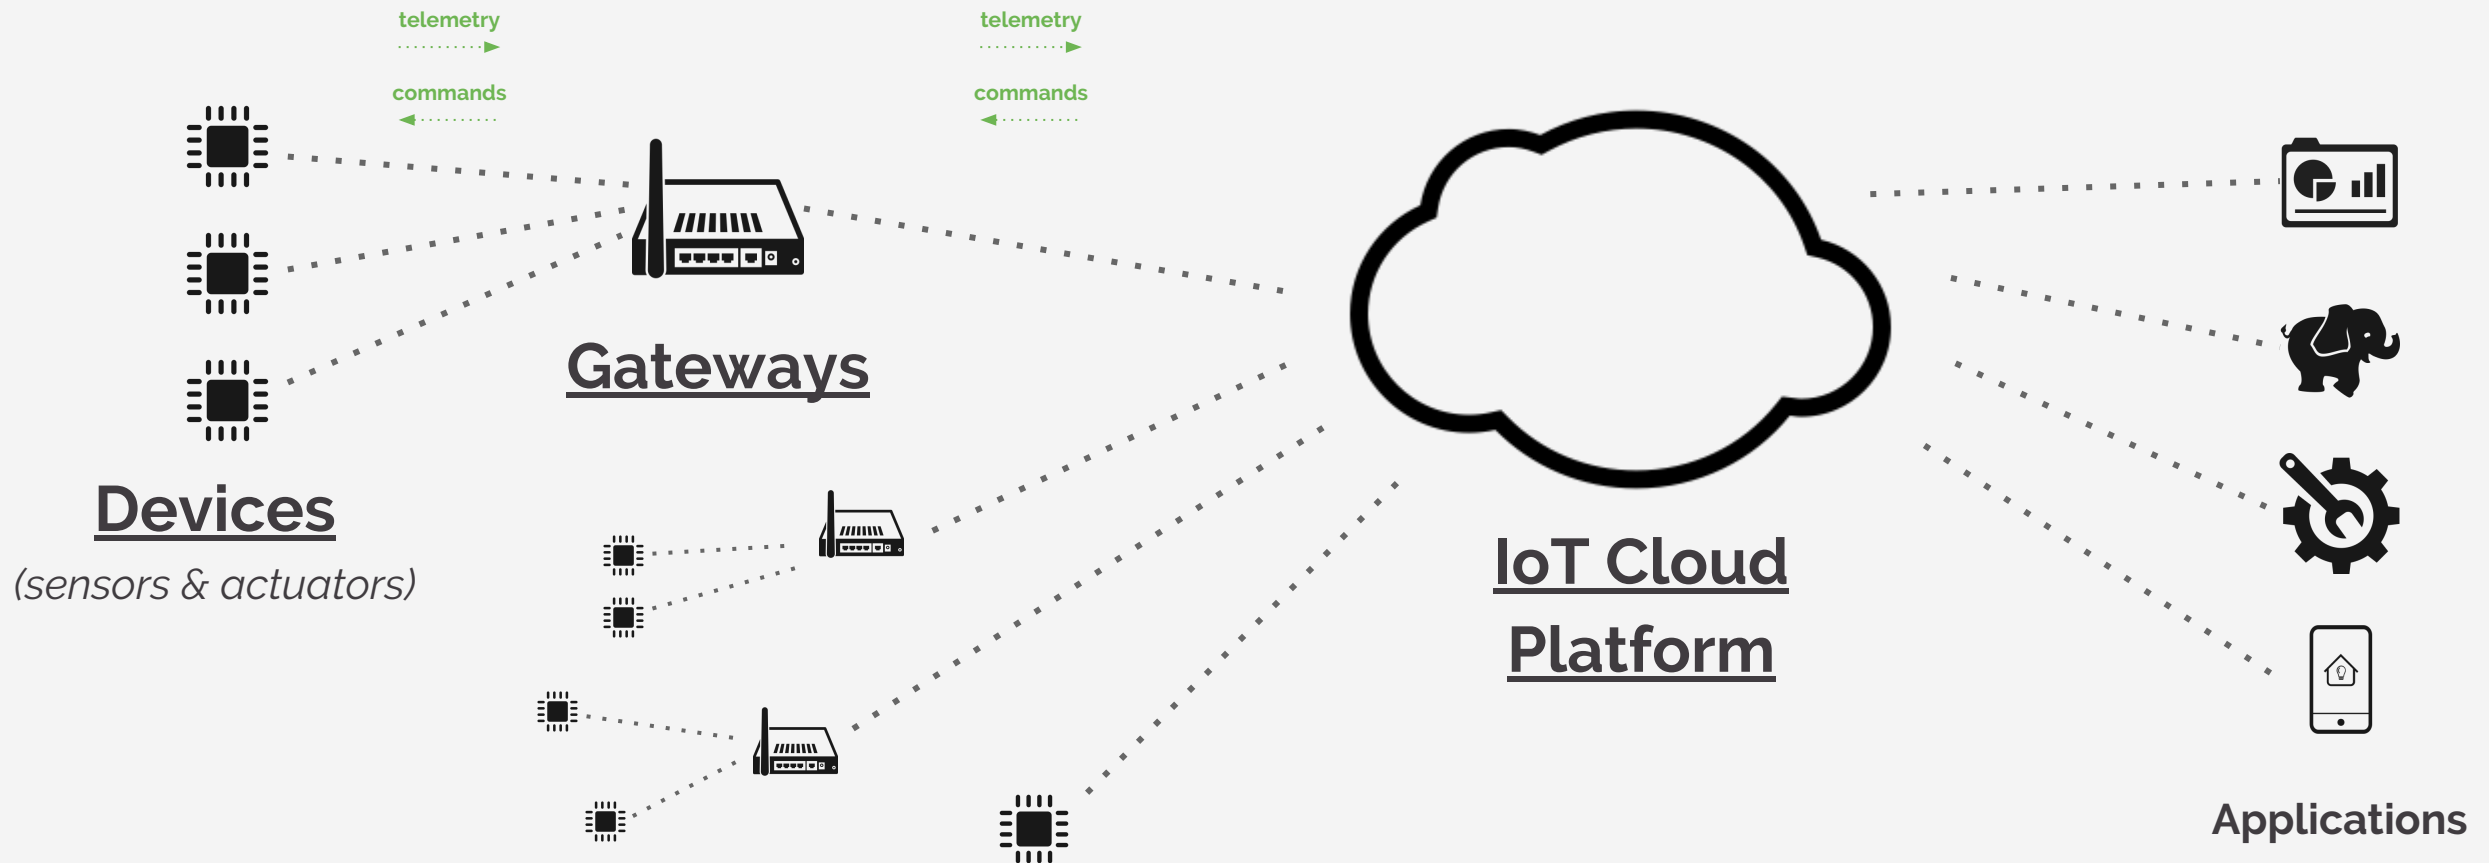 telemetry
commands
telemetry
commands
Gateways
Devices
(sensors & actuators)
IoT Cloud
Platform
Applications